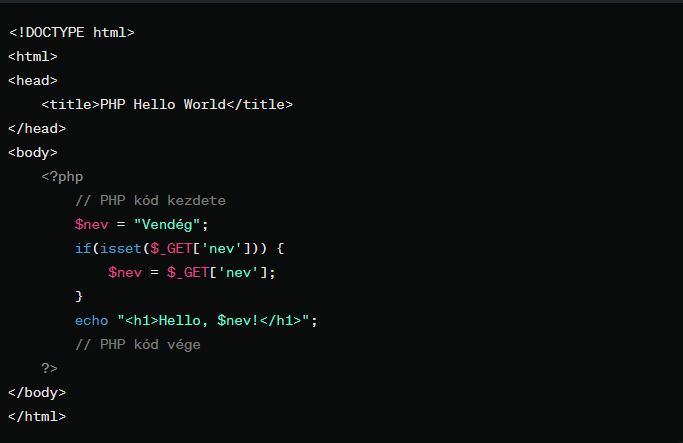 <!DOCTYPE html>
<html>
<head>
    <title>PHP Hello World</title>
</head>
<body>
    <?php
        // PHP kód kezdete
        $nev = "Vendég";
        if(isset($_GET['nev'])) {
            $nev = $_GET['nev'];
        }
        echo "<h1>Hello, $nev!</h1>";
        // PHP kód vége
    ?>
</body>
</html>